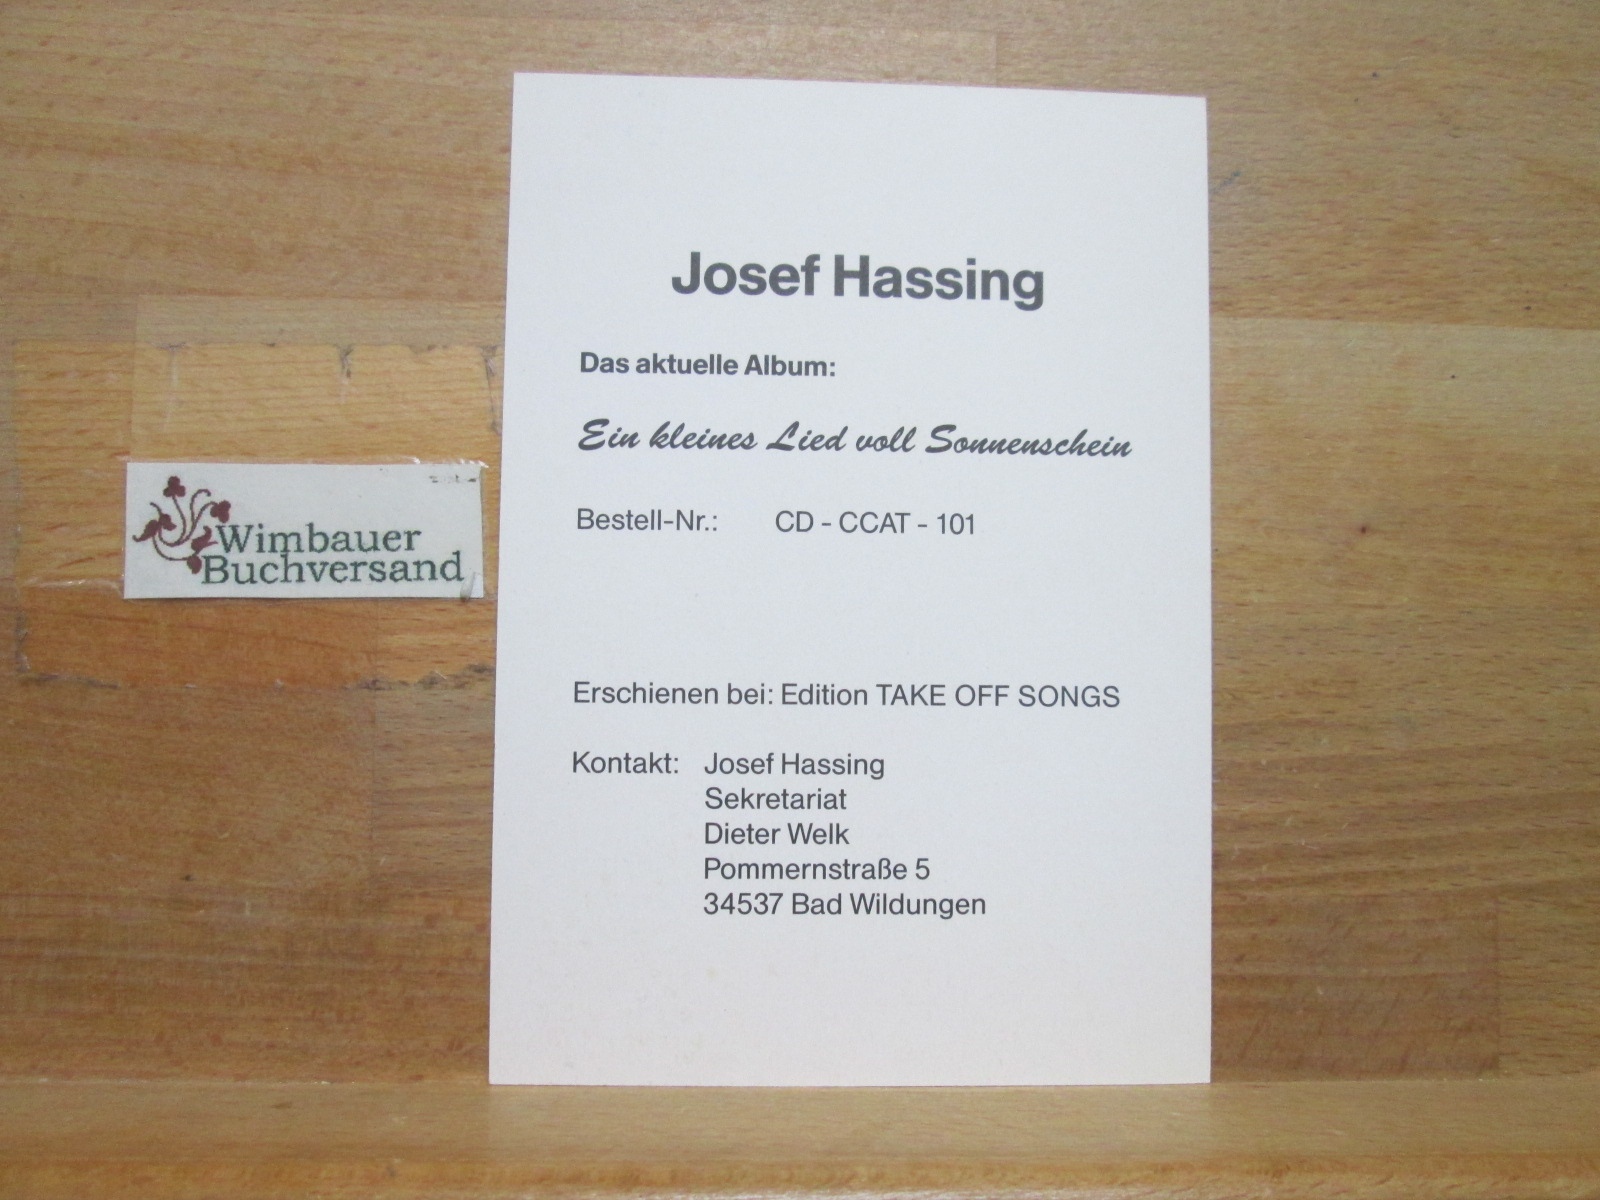 Josef Hassing
Das aktuelle Album:
Ein kleines Lied voll Sonnenschein
Bestell-Nr.: CD - CCAT - 101
Erschienen bei: Edition TAKE OFF SONGS
Kontakt: Josef Hassing
Sekretariat
Dieter Welk
Pommernstraße 5
34537 Bad Wildungen
Wimbauer
Buchversand